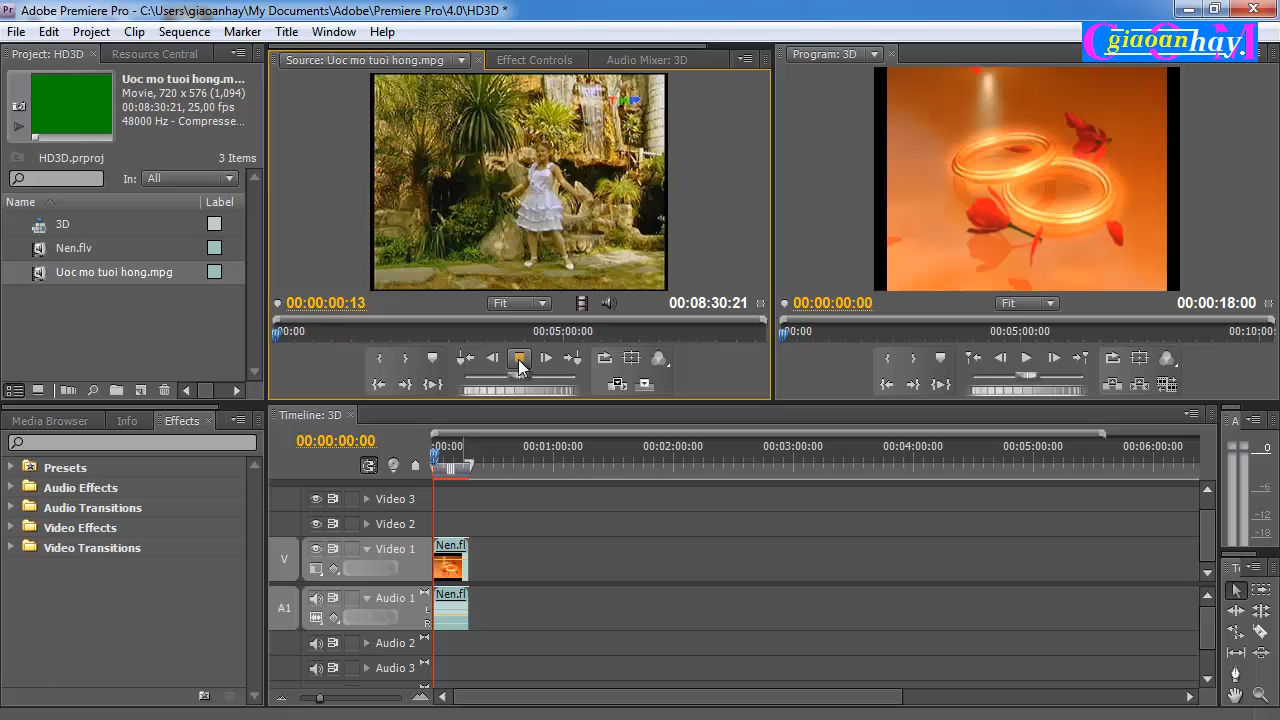 Adobe Premiere Pro - C:\Users\giaoanhay\My Documents\Adobe\Premiere Pro\4.0\HD3D *
File Edit Project Clip Sequence Marker Title Window Help
giaoanhay.
Project: HD3D
Resource Central
Uoc mo tuoi hong.m...
Movie, 720 x 576 (1,094)
00:08:30:21, 25,00 fps
48000 Hz - Compresse...
HD3D.prproj
3 Items
In: All
Name
Label
3D
Nen.flv
Uoc mo tuoi hong.mpg
Source: Uoc mo tuoi hong.mpg
Effect Controls
Audio Mixer: 3D
00:00:00:13
Fit
00:08:30:21
00:00
00:05:00:00
Program: 3D
00:00:00:00
Fit
00:00:18:00
00:00
00:05:00:00
00:10:0
Media Browser
Info
Effects
Presets
Audio Effects
Audio Transitions
Video Effects
Video Transitions
Timeline: 3D
00:00:00:00
:00:00
00:01:00:00
00:02:00:00
00:03:00:00
00:04:00:00
00:05:00:00
00:06:00:00
Video 3
Video 2
V
Video 1
Nen.fl
A1
Audio 1
L
R
Nen.fl
Audio 2
Audio 3
A
0
-6
-12
-18